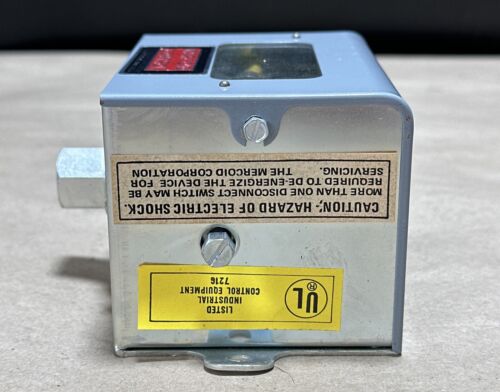 CAUTION: HAZARD OF ELECTRIC SHOCK.
MORE THAN ONE DISCONNECT SWITCH MAY BE
REQUIRED TO DE-ENERGIZE THE DEVICE FOR
SERVICING. THE MERCOID CORPORATION
UL ®
LISTED
INDUSTRIAL
CONTROL EQUIPMENT
7216